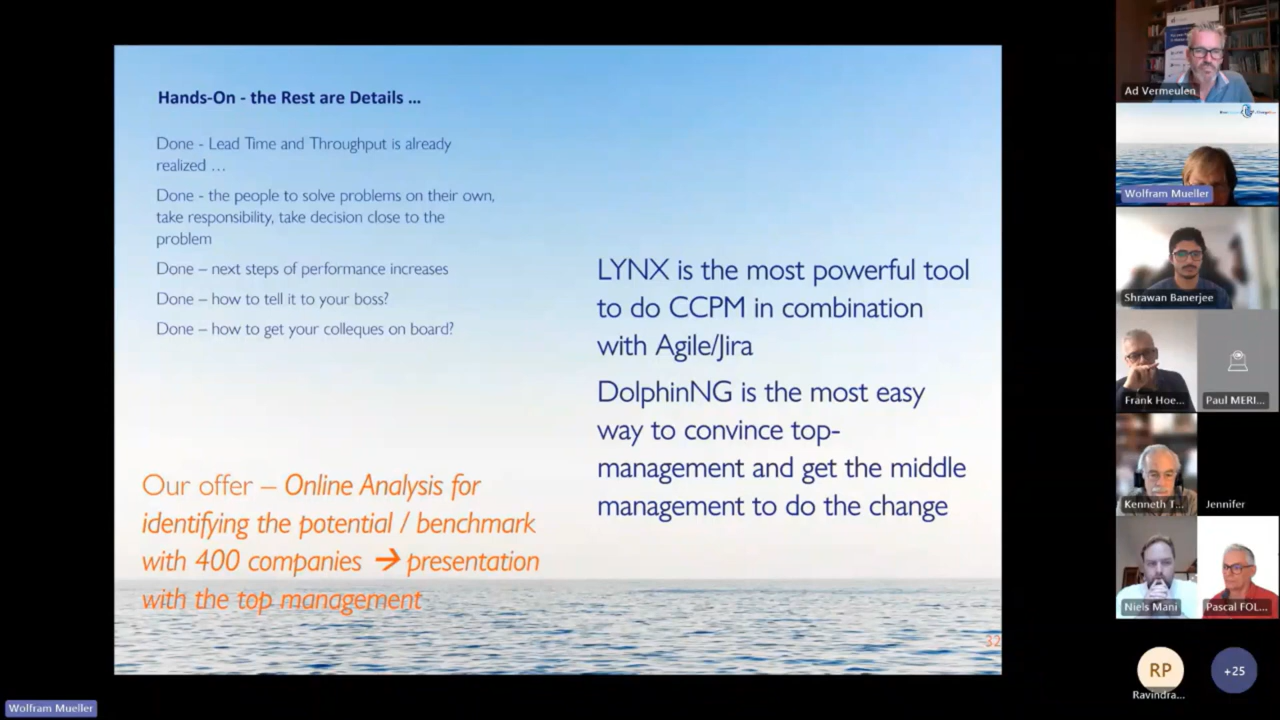 Hands-On - the Rest are Details ...
Done - Lead Time and Throughput is already
realized ...
Done - the people to solve problems on their own,
take responsibility, take decision close to the
problem
Done – next steps of performance increases
Done – how to tell it to your boss?
Done – how to get your colleques on board?
LYNX is the most powerful tool
to do CCPM in combination
with Agile/Jira
DolphinNG is the most easy
way to convince top-
management and get the middle
management to do the change
Our offer – Online Analysis for
identifying the potential / benchmark
with 400 companies → presentation
with the top management
32
Ad Vermeulen
Wolfram Mueller
Shrawan Banerjee
Frank Hoe...
Paul MERI...
Kenneth T...
Jennifer
Niels Mani
Pascal FOL...
RP
Ravindra...
+25
Wolfram Mueller